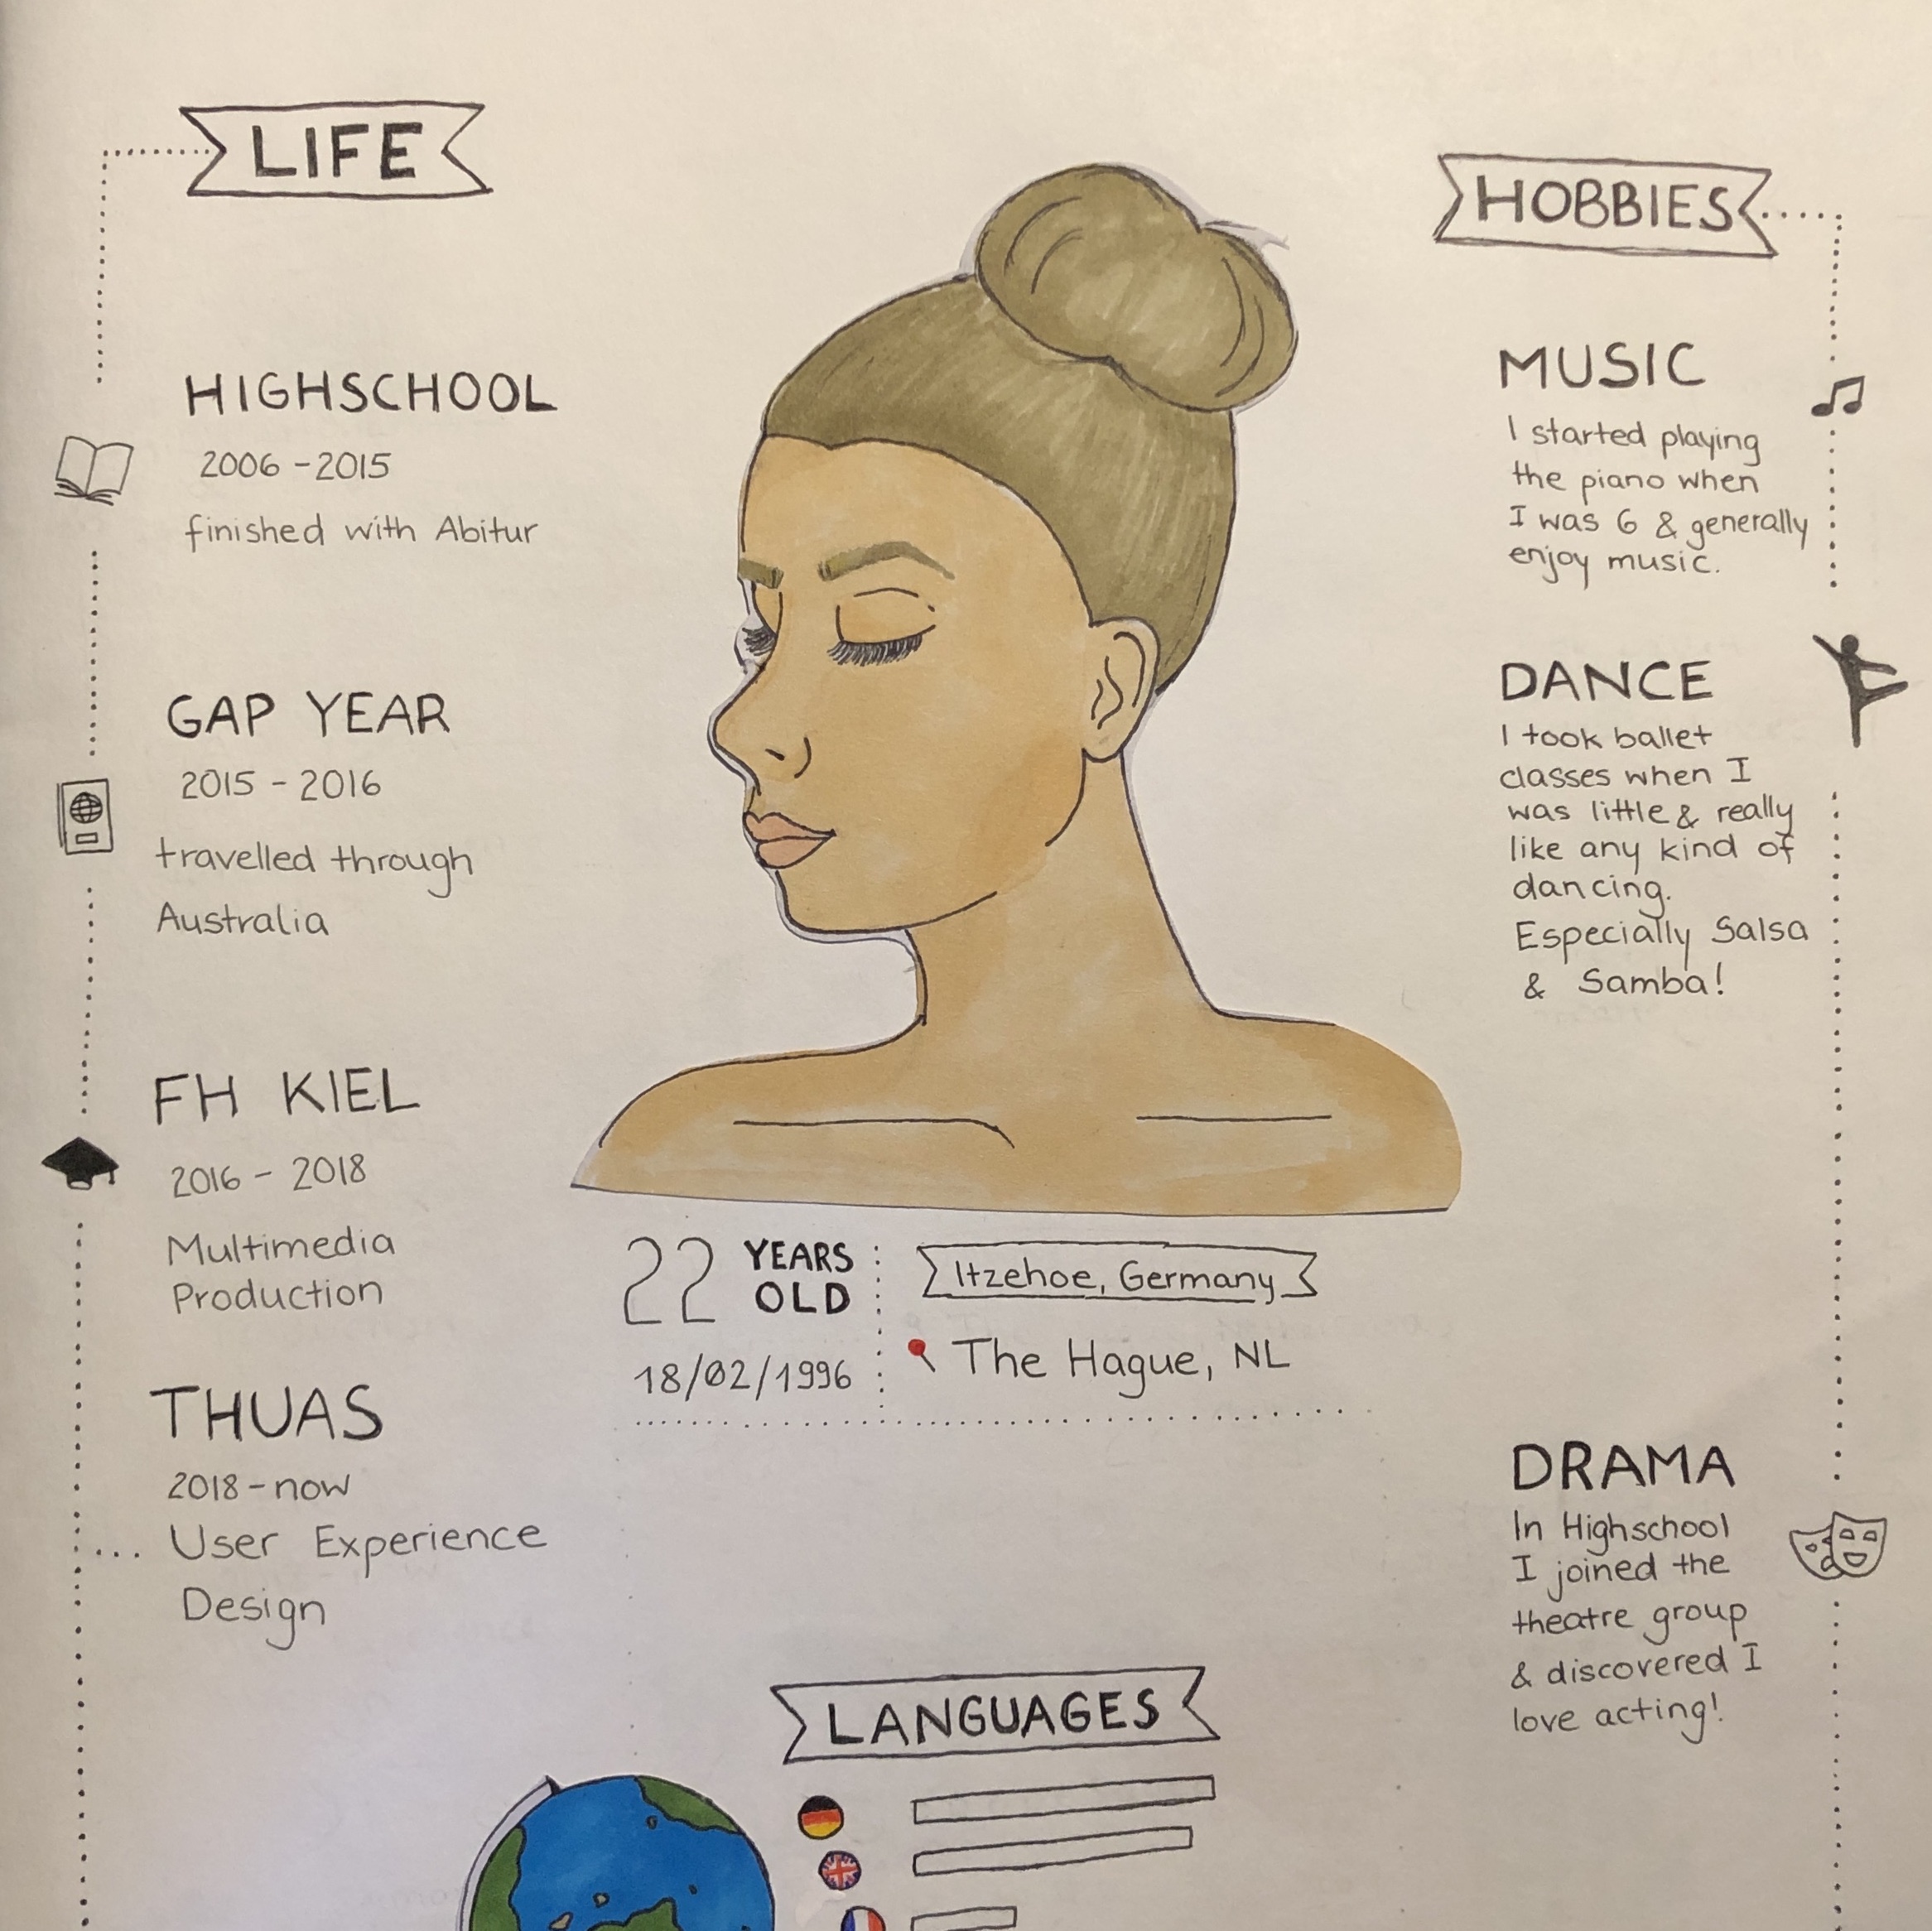 LIFE
HIGHSCHOOL
2006 - 2015
finished with Abitur
GAP YEAR
2015 - 2016
travelled through
Australia
FH KIEL
2016 - 2018
Multimedia
Production
THUAS
2018 - now
User Experience
Design
22 YEARS
OLD
18/02/1996
Itzehoe, Germany
The Hague, NL
LANGUAGES
HOBBIES
MUSIC
I started playing
the piano when
I was 6 & generally
enjoy music.
DANCE
I took ballet
classes when I
was little & really
like any kind of
dancing.
Especially Salsa
& Samba!
DRAMA
In Highschool
I joined the
theatre group
& discovered I
love acting!